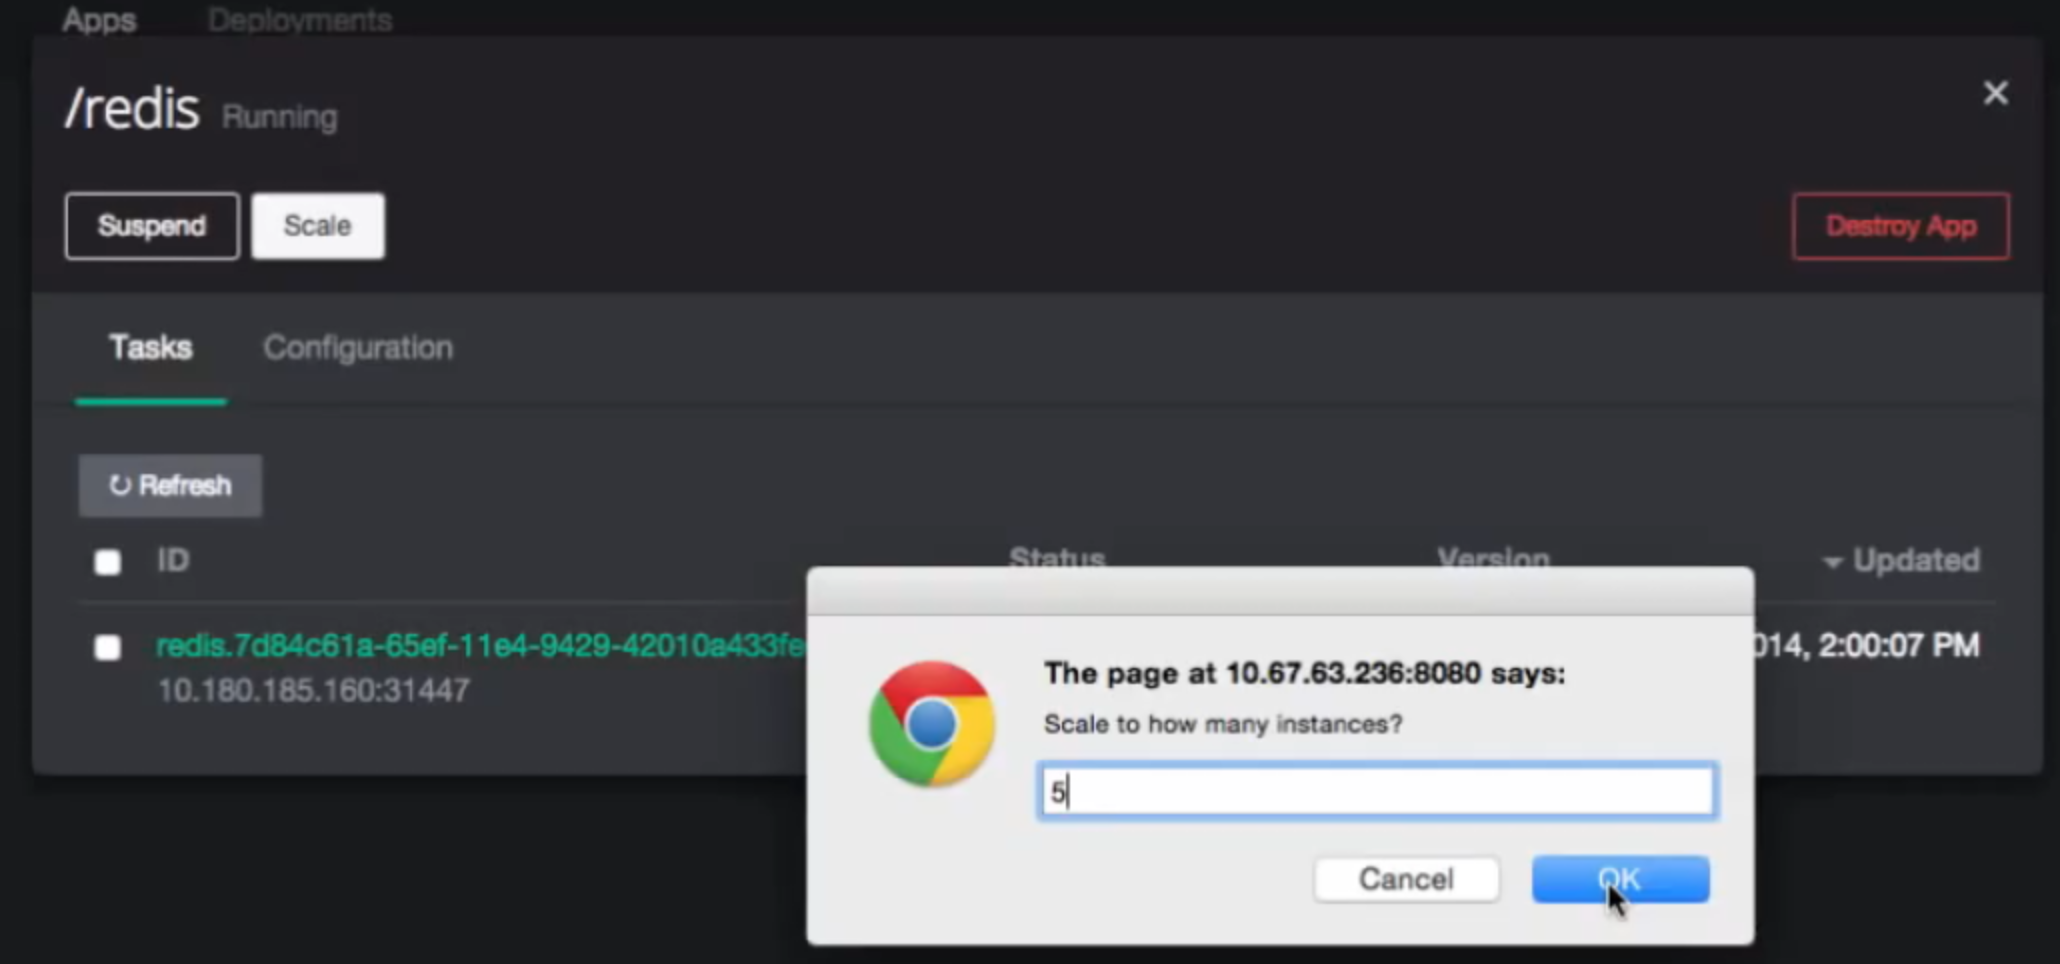 Apps Deployments
/redis Running
×
Suspend Scale Destroy App
Tasks Configuration
Refresh
ID Status Version Updated
redis.7d84c61a-65ef-11e4-9429-42010a433fe
014, 2:00:07 PM
10.180.185.160:31447
The page at 10.67.63.236:8080 says:
Scale to how many instances?
5
Cancel OK